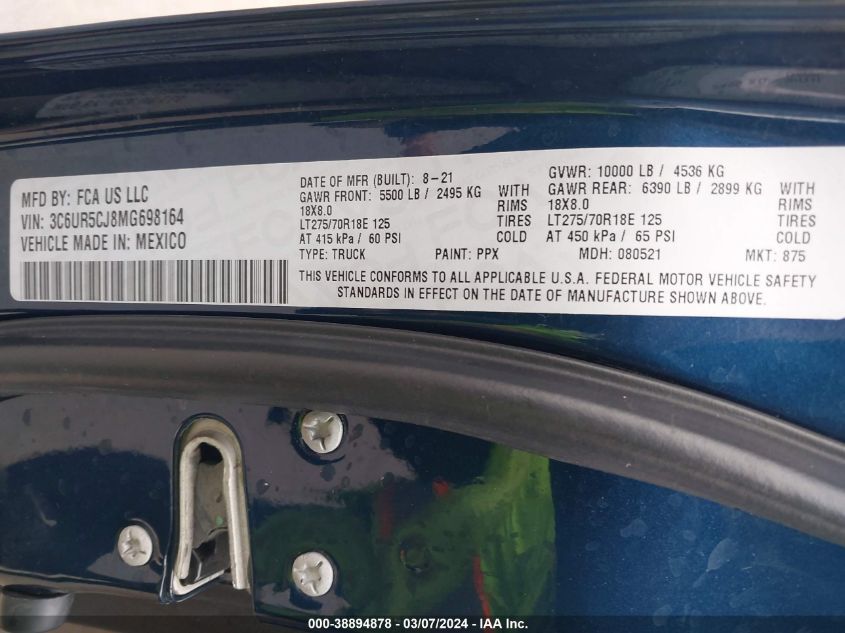 MFD BY: FCA US LLC
VIN: 3C6UR5CJ8MG698164
VEHICLE MADE IN: MEXICO
DATE OF MFR (BUILT): 8-21 GVWR: 10000 LB / 4536 KG
GAWR FRONT: 5500 LB / 2495 KG WITH GAWR REAR: 6390 LB / 2899 KG WITH
18X8.0 RIMS 18X8.0 RIMS
LT275/70R18E 125 TIRES LT275/70R18E 125 TIRES
AT 415 kPa / 60 PSI COLD AT 450 kPa / 65 PSI COLD
TYPE: TRUCK PAINT: PPX MDH: 080521 MKT: 875
THIS VEHICLE CONFORMS TO ALL APPLICABLE U.S.A. FEDERAL MOTOR VEHICLE SAFETY
STANDARDS IN EFFECT ON THE DATE OF MANUFACTURE SHOWN ABOVE.
000-38894878 - 03/07/2024 - IAA Inc.